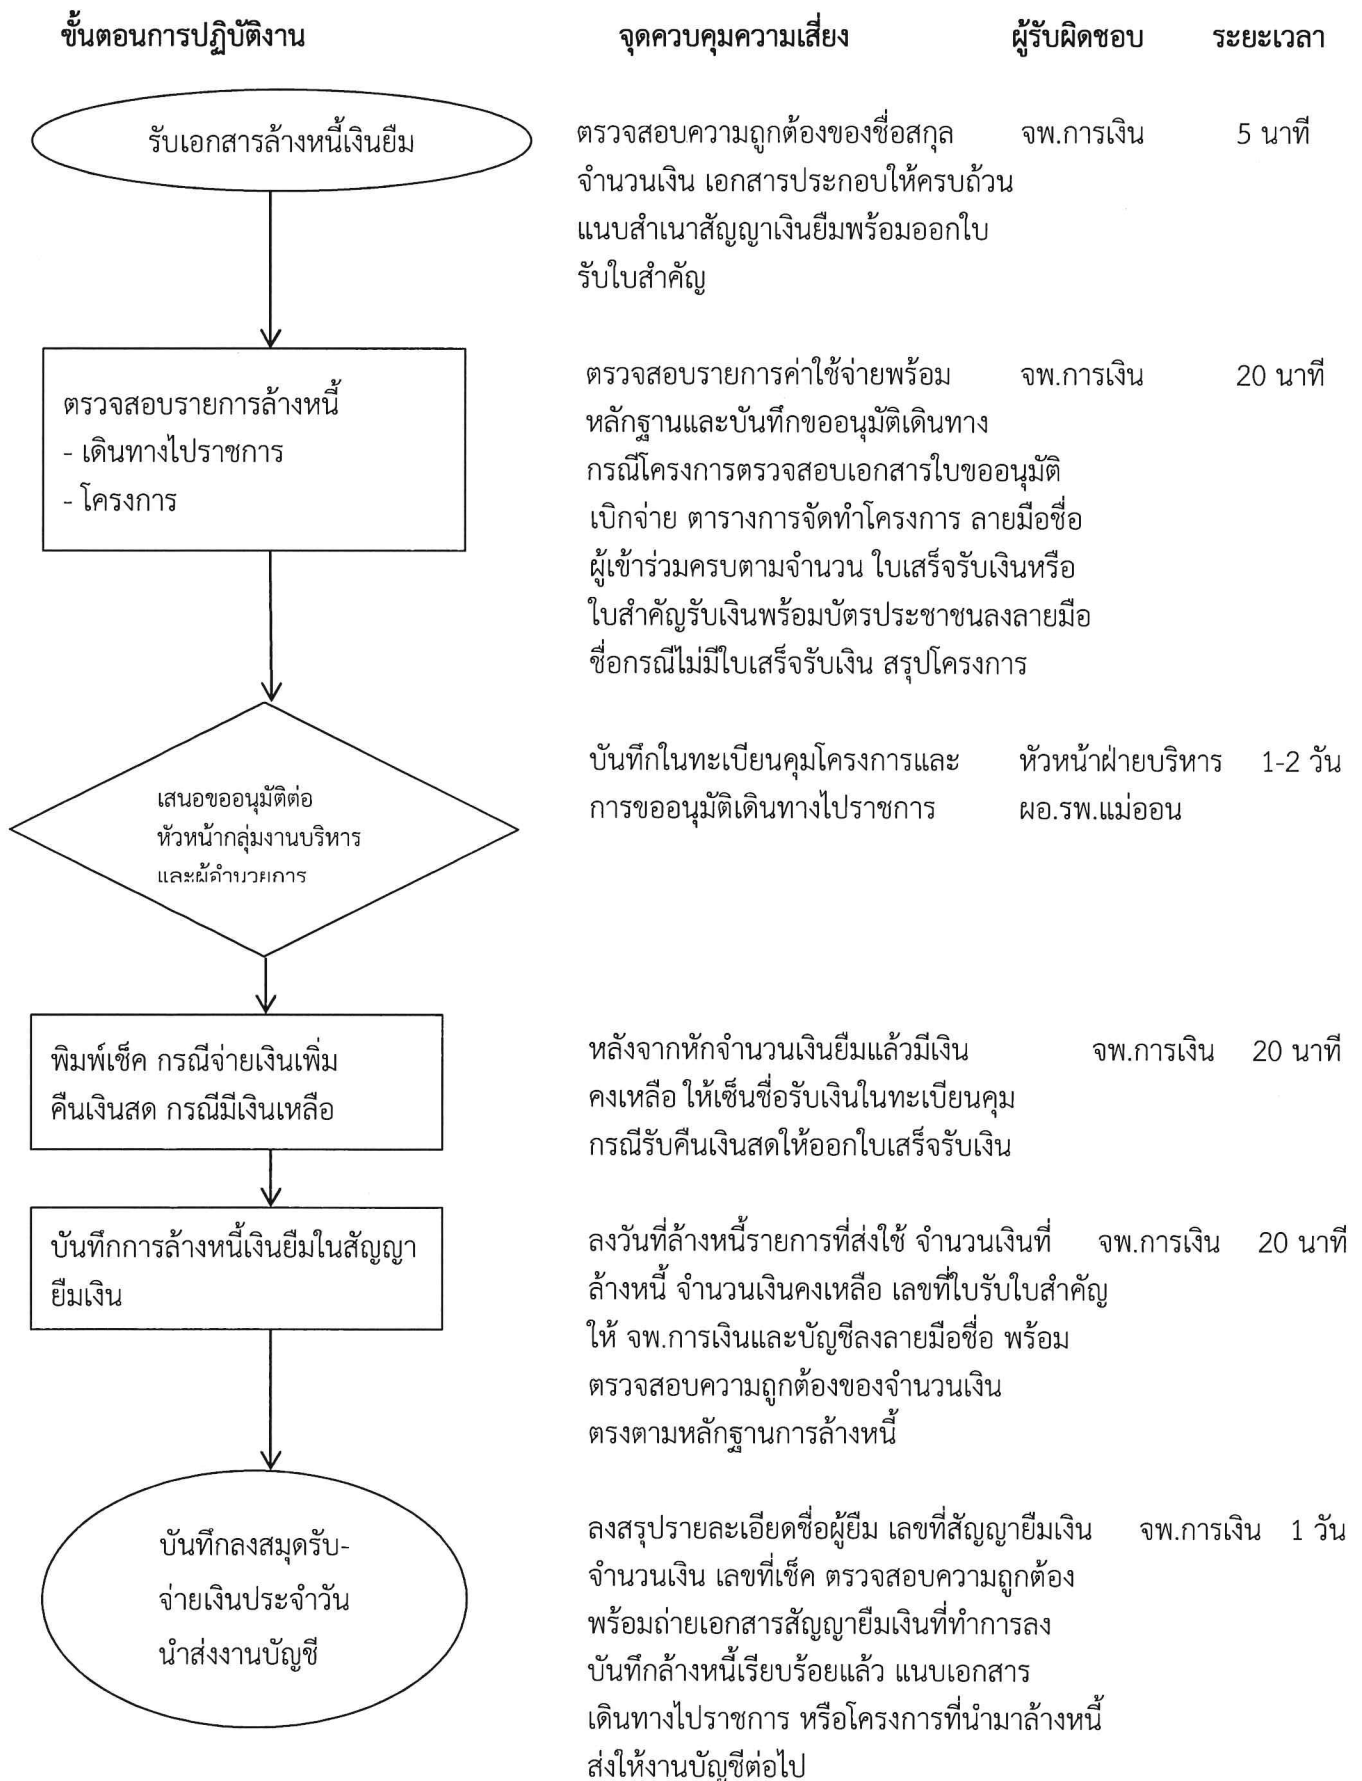 ขั้นตอนการปฏิบัติงาน จุดควบคุมความเสี่ยง ผู้รับผิดชอบ ระยะเวลา
รับเอกสารล้างหนี้เงินยืม
ตรวจสอบความถูกต้องของชื่อสกุล จพ.การเงิน 5 นาที
จำนวนเงิน เอกสารประกอบให้ครบถ้วน
แนบสำเนาสัญญาเงินยืมพร้อมออกใบ
รับใบสำคัญ
ตรวจสอบรายการล้างหนี้
- เดินทางไปราชการ
- โครงการ
ตรวจสอบรายการค่าใช้จ่ายพร้อม จพ.การเงิน 20 นาที
หลักฐานและบันทึกขออนุมัติเดินทาง
กรณีโครงการตรวจสอบเอกสารใบขออนุมัติ
เบิกจ่าย ตารางการจัดทำโครงการ ลายมือชื่อ
ผู้เข้าร่วมครบตามจำนวน ใบเสร็จรับเงินหรือ
ใบสำคัญรับเงินพร้อมบัตรประชาชนลงลายมือ
ชื่อกรณีไม่มีใบเสร็จรับเงิน สรุปโครงการ
เสนอขออนุมัติต่อ
หัวหน้ากลุ่มงานบริหาร
และผู้อำนวยการ
บันทึกในทะเบียนคุมโครงการและ หัวหน้าฝ่ายบริหาร 1-2 วัน
การขออนุมัติเดินทางไปราชการ ผอ.รพ.แม่ออน
พิมพ์เช็ค กรณีจ่ายเงินเพิ่ม
คืนเงินสด กรณีมีเงินเหลือ
หลังจากหักจำนวนเงินยืมแล้วมีเงิน จพ.การเงิน 20 นาที
คงเหลือ ให้เซ็นชื่อรับเงินในทะเบียนคุม
กรณีรับคืนเงินสดให้ออกใบเสร็จรับเงิน
บันทึกการล้างหนี้เงินยืมในสัญญา
ยืมเงิน
ลงวันที่ล้างหนี้รายการที่ส่งใช้ จำนวนเงินที่ จพ.การเงิน 20 นาที
ล้างหนี้ จำนวนเงินคงเหลือ เลขที่ใบรับใบสำคัญ
ให้ จพ.การเงินและบัญชีลงลายมือชื่อ พร้อม
ตรวจสอบความถูกต้องของจำนวนเงิน
ตรงตามหลักฐานการล้างหนี้
บันทึกลงสมุดรับ-
จ่ายเงินประจำวัน
นำส่งงานบัญชี
ลงสรุปรายละเอียดชื่อผู้ยืม เลขที่สัญญายืมเงิน จพ.การเงิน 1 วัน
จำนวนเงิน เลขที่เช็ค ตรวจสอบความถูกต้อง
พร้อมถ่ายเอกสารสัญญายืมเงินที่ทำการลง
บันทึกล้างหนี้เรียบร้อยแล้ว แนบเอกสาร
เดินทางไปราชการ หรือโครงการที่นำมาล้างหนี้
ส่งให้งานบัญชีต่อไป